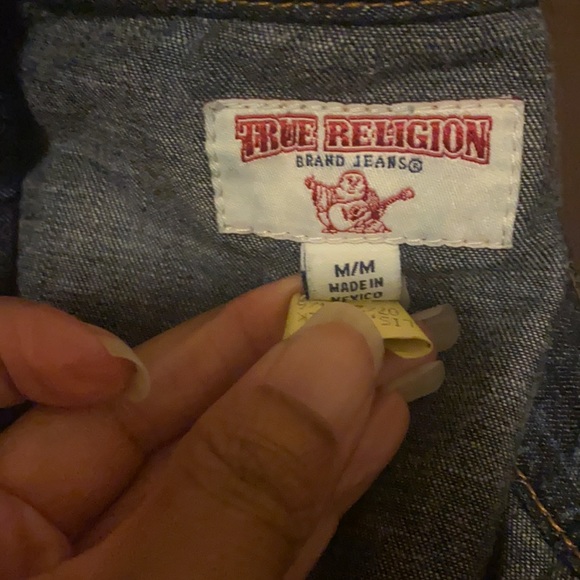 TRUE RELIGION
BRAND JEANS®
M/M
MADE IN
MEXICO